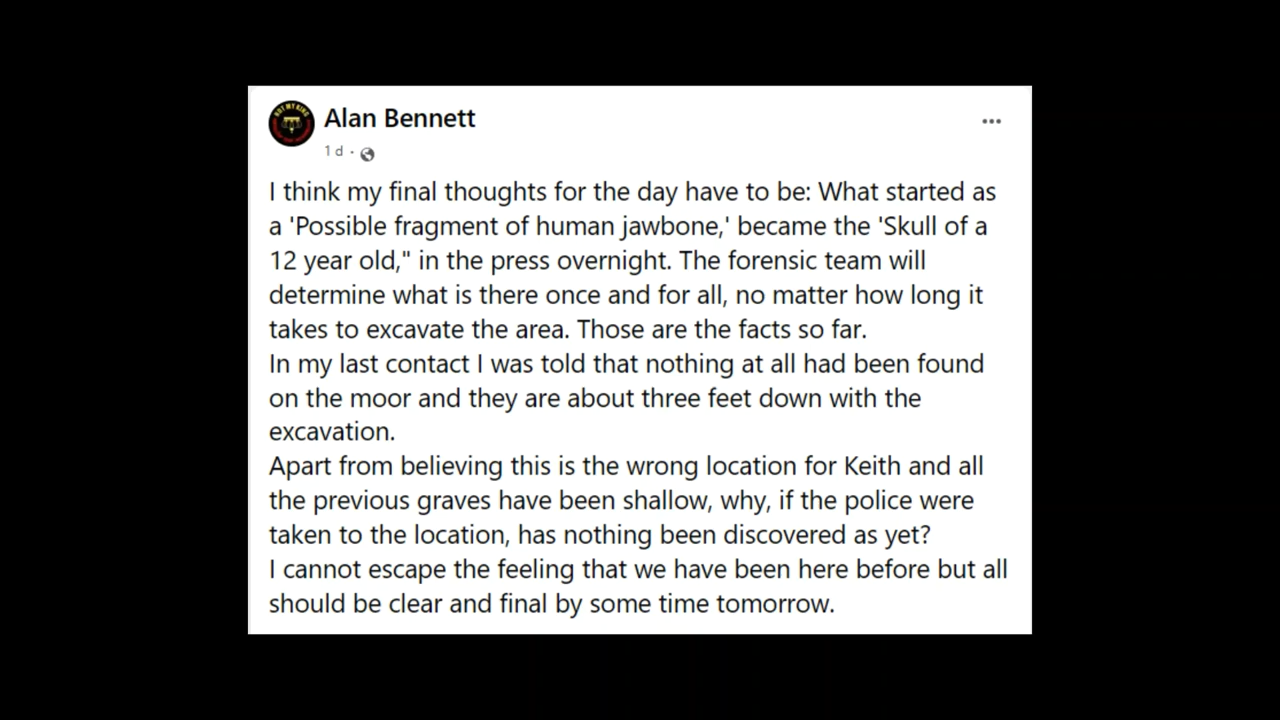 NOT MY KING
Alan Bennett
1 d ·
I think my final thoughts for the day have to be: What started as
a 'Possible fragment of human jawbone,' became the 'Skull of a
12 year old," in the press overnight. The forensic team will
determine what is there once and for all, no matter how long it
takes to excavate the area. Those are the facts so far.
In my last contact I was told that nothing at all had been found
on the moor and they are about three feet down with the
excavation.
Apart from believing this is the wrong location for Keith and all
the previous graves have been shallow, why, if the police were
taken to the location, has nothing been discovered as yet?
I cannot escape the feeling that we have been here before but all
should be clear and final by some time tomorrow.